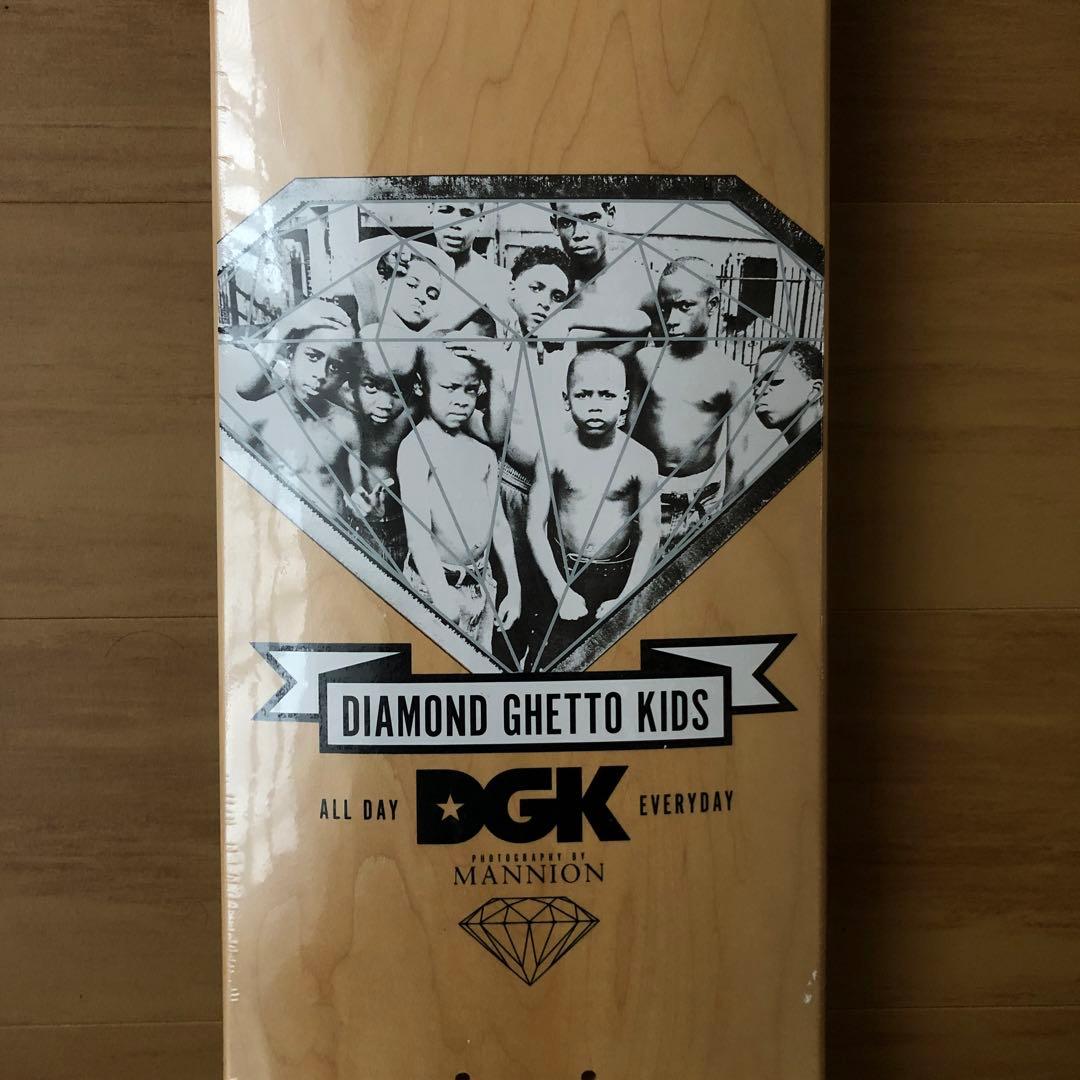 DIAMOND GHETTO KIDS
ALL DAY DGK EVERYDAY
PHOTOGRAPHY BY
MANNION